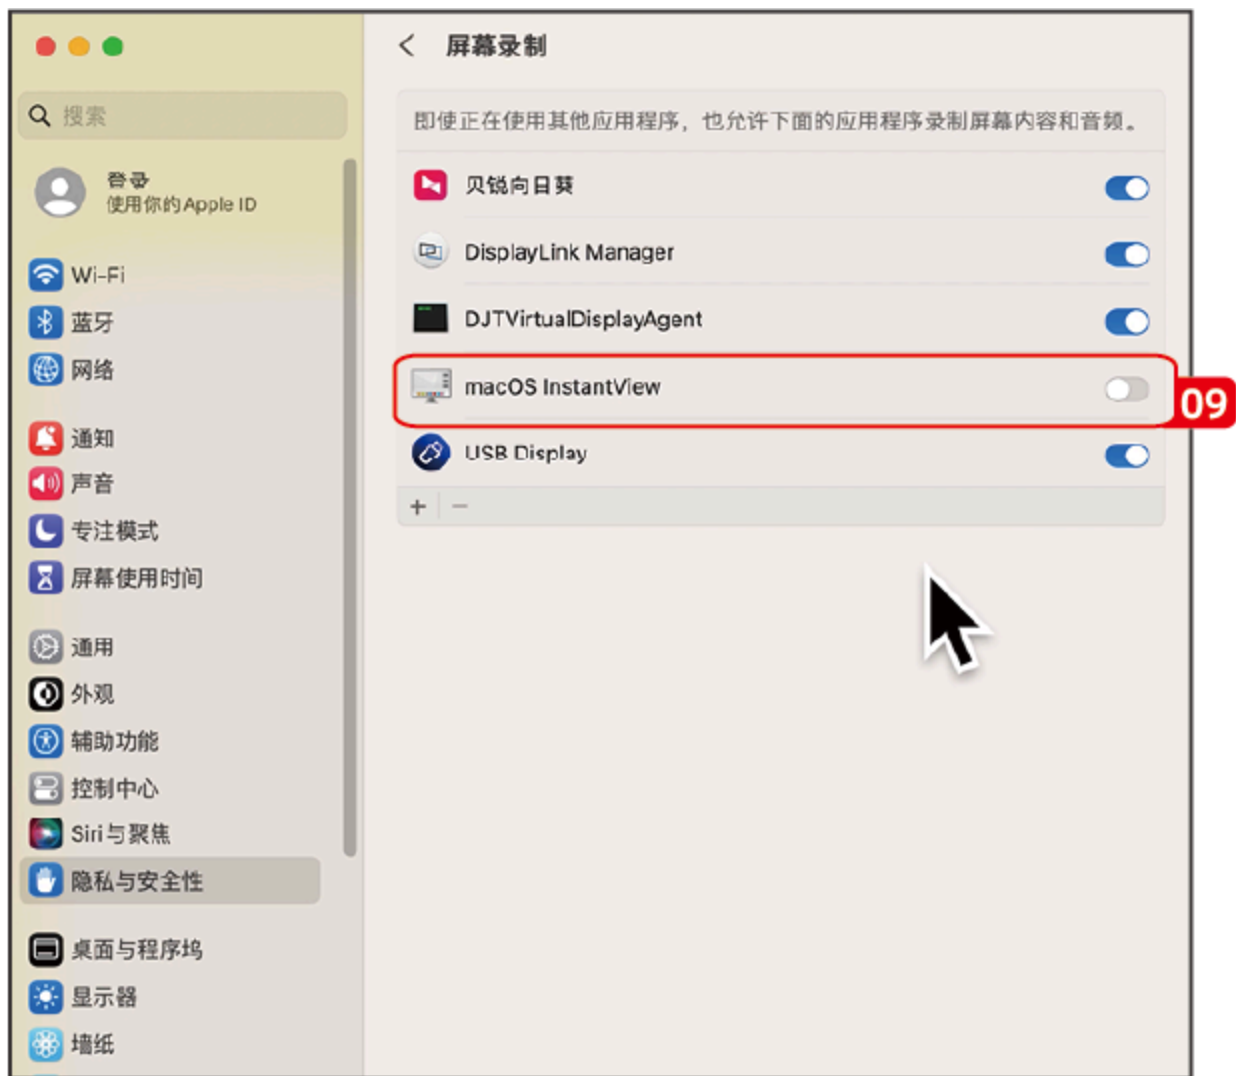 屏幕录制
搜索
登录
使用你的Apple ID
Wi-Fi
蓝牙
网络
通知
声音
专注模式
屏幕使用时间
通用
外观
辅助功能
控制中心
Siri与聚焦
隐私与安全性
桌面与程序坞
显示器
墙纸
即使正在使用其他应用程序，也允许下面的应用程序录制屏幕内容和音频。
贝锐向日葵
DisplayLink Manager
DJTVirtualDisplayAgent
macOS InstantView
09
USB Display